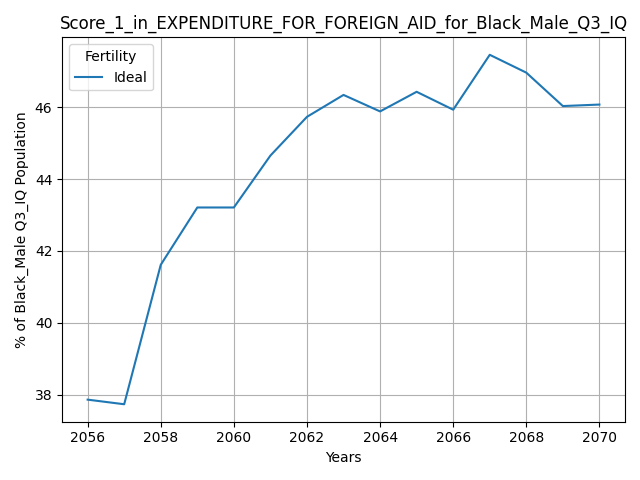 Score_1_in_EXPENDITURE_FOR_FOREIGN_AID_for_Black_Male_Q3_IQ
Fertility
Ideal
% of Black_Male Q3_IQ Population
46
44
42
40
38
2056 2058 2060 2062 2064 2066 2068 2070
Years